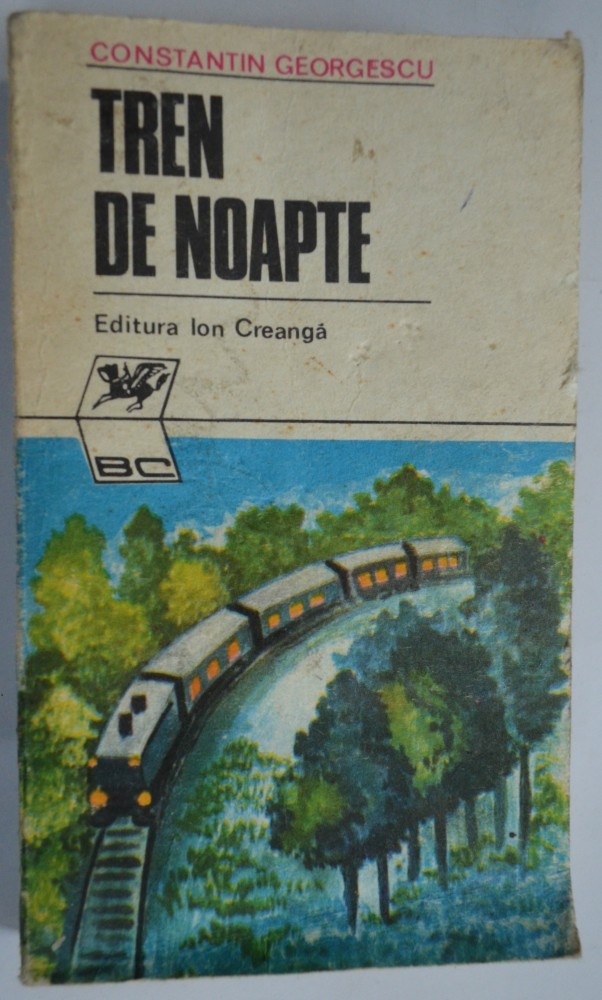 CONSTANTIN GEORGESCU
TREN
DE NOAPTE
Editura Ion Creangă
BC